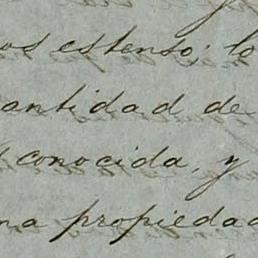 os estenso: lo
antidad de
conocida, y
na propiedad